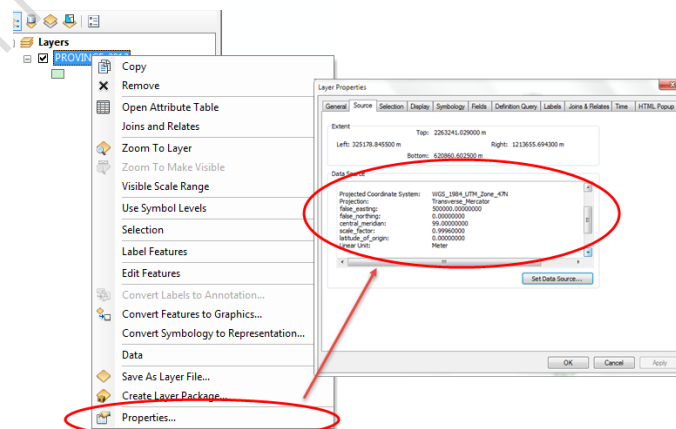 Layers
Copy
Remove
Open Attribute Table
Joins and Relates
Zoom To Layer
Zoom To Make Visible
Visible Scale Range
Use Symbol Levels
Selection
Label Features
Edit Features
Convert Labels to Annotation...
Convert Features to Graphics...
Convert Symbology to Representation...
Data
Save As Layer File...
Create Layer Package...
Properties...
Layer Properties
General Source Selection Display Symbology Fields Definition Query Labels Joins & Relates Time HTML Popup
Extent
Top: 2263241.029000 m
Left: 325178.845500 m Right: 1213655.694300 m
Bottom: 620860.602500 m
Data Source
Projected Coordinate System: WGS_1984_UTM_Zone_47N
Projection: Transverse_Mercator
false_easting: 500000.00000000
false_northing: 0.00000000
central_meridian: 99.00000000
scale_factor: 0.99960000
latitude_of_origin: 0.00000000
Linear Unit: Meter
Set Data Source...
OK Cancel Apply